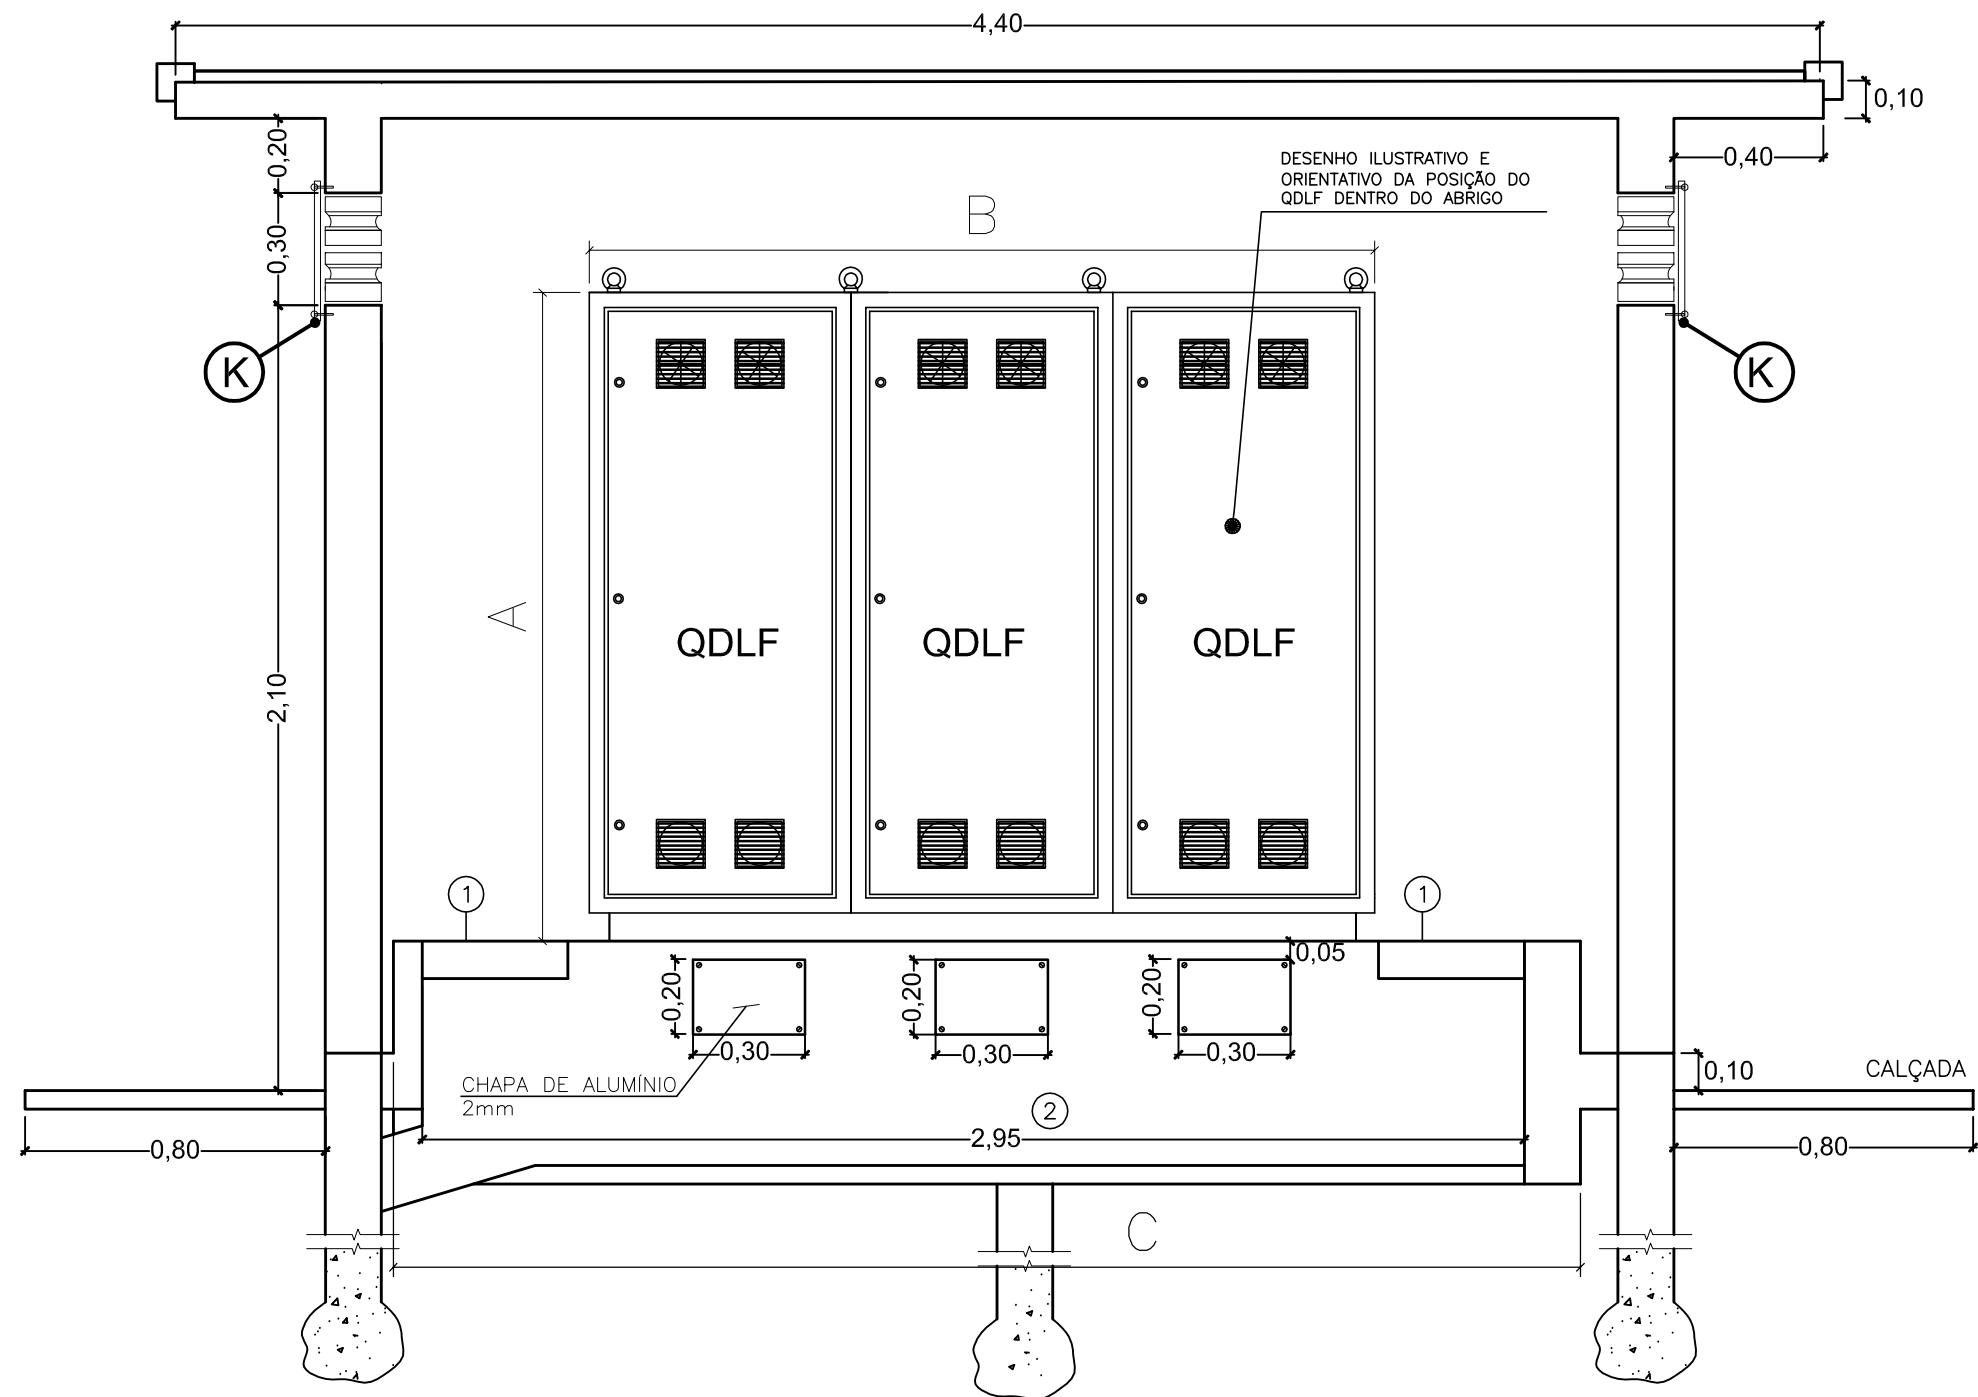 4,40
0,10
0,20
0,40
DESENHO ILUSTRATIVO E
ORIENTATIVO DA POSIÇÃO DO
QDLF DENTRO DO ABRIGO
B
0,30
K
K
A
QDLF
QDLF
QDLF
2,10
1
1
0,05
0,20
0,20
0,20
0,30
0,30
0,30
CHAPA DE ALUMÍNIO
2mm
0,10
CALÇADA
2
2,95
0,80
0,80
C